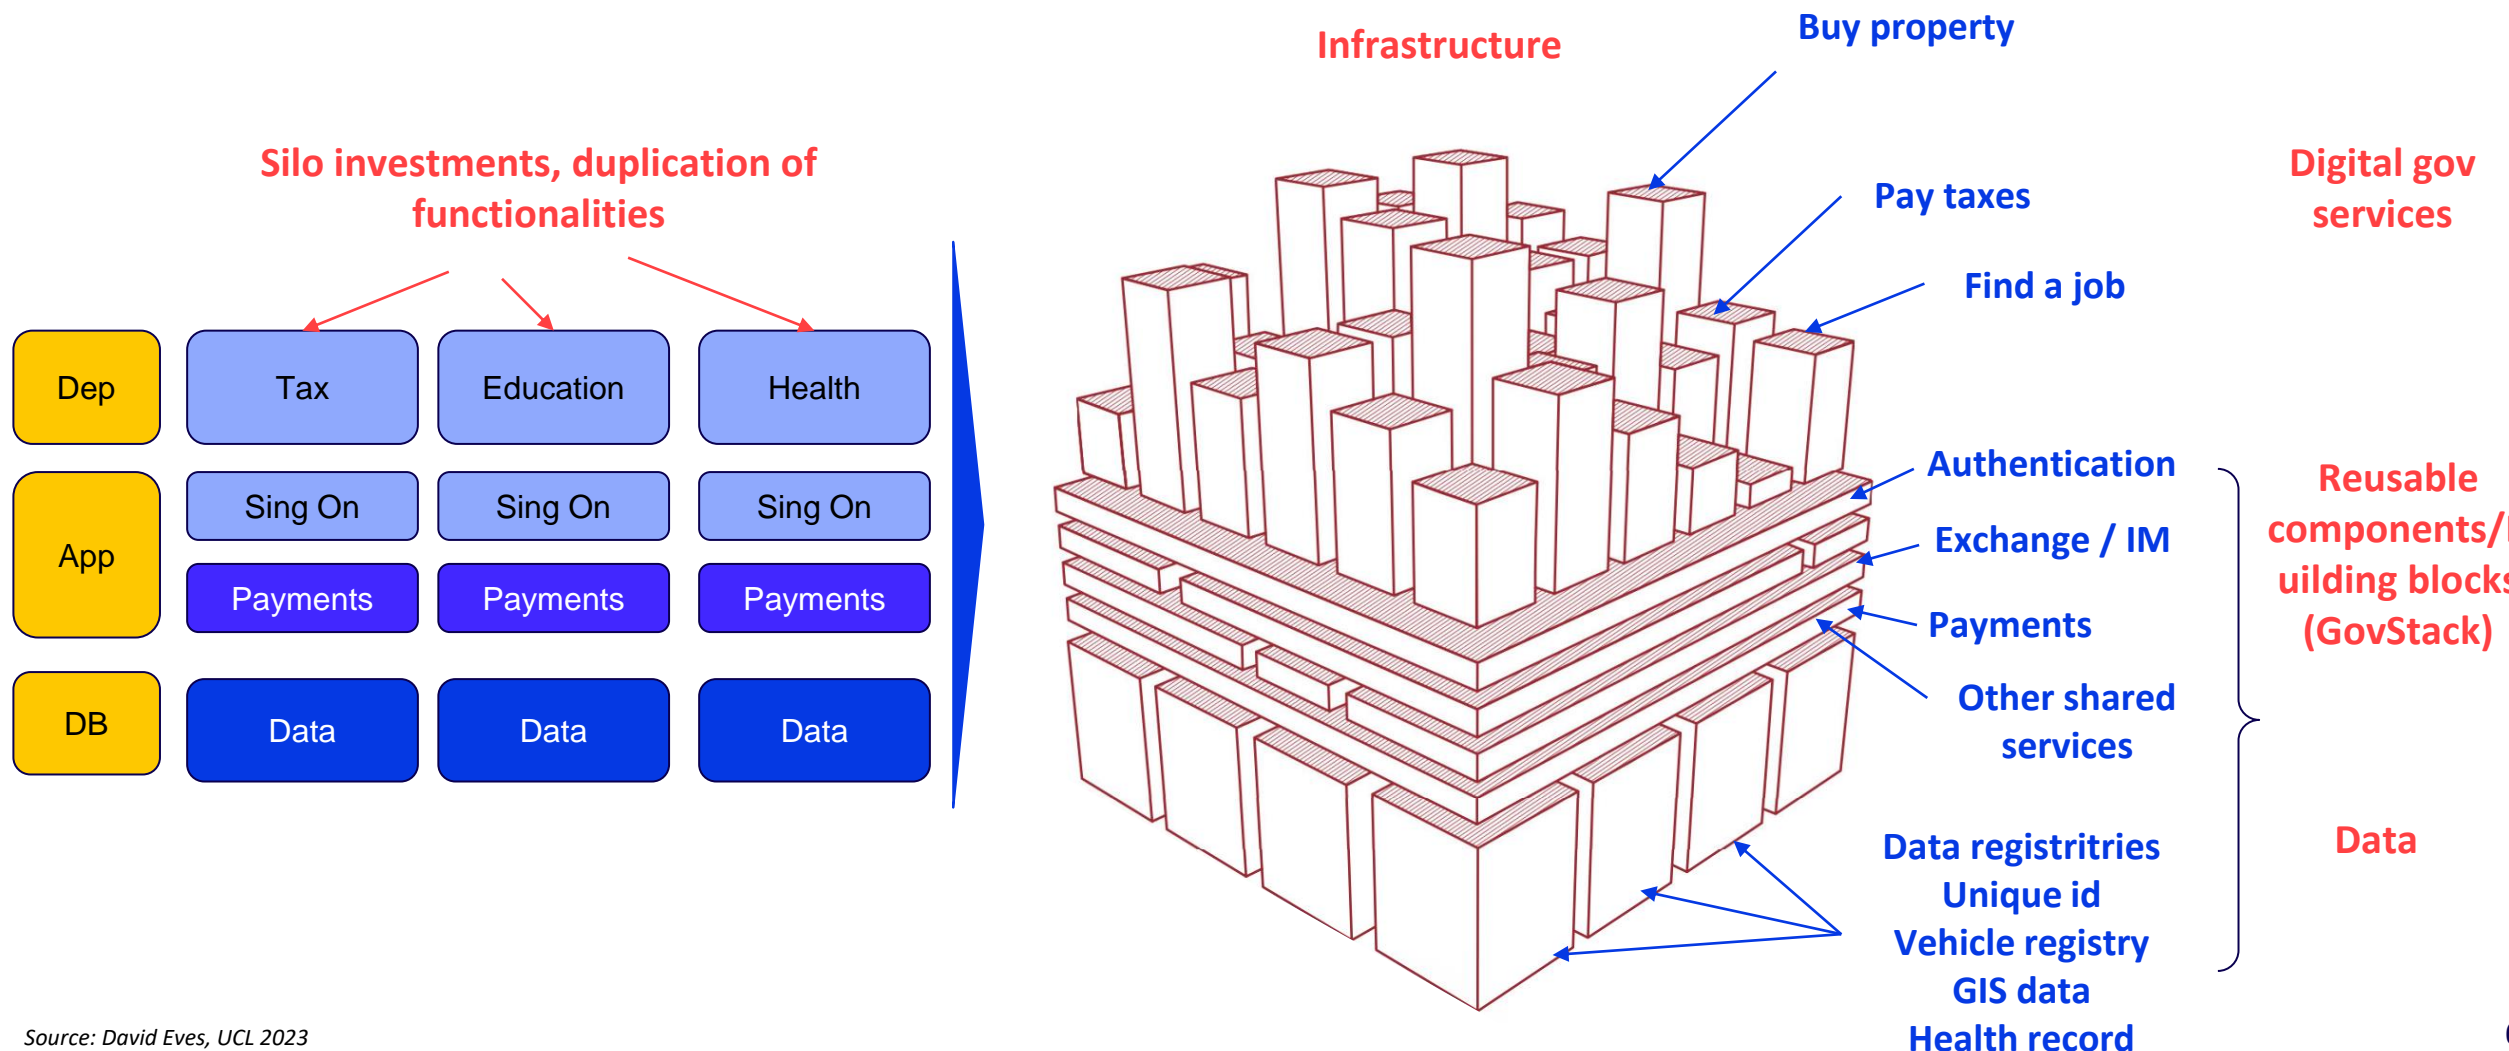 Infrastructure
Buy property
Silo investments, duplication of
functionalities
Pay taxes
Digital gov
services
Find a job
Dep
Tax
Education
Health
App
Sing On
Sing On
Sing On
Payments
Payments
Payments
DB
Data
Data
Data
Authentication
Exchange / IM
Payments
Other shared
services
Reusable
components/
uilding blocks
(GovStack)
Data registritries
Unique id
Vehicle registry
GIS data
Health record
Data
Source: David Eves, UCL 2023